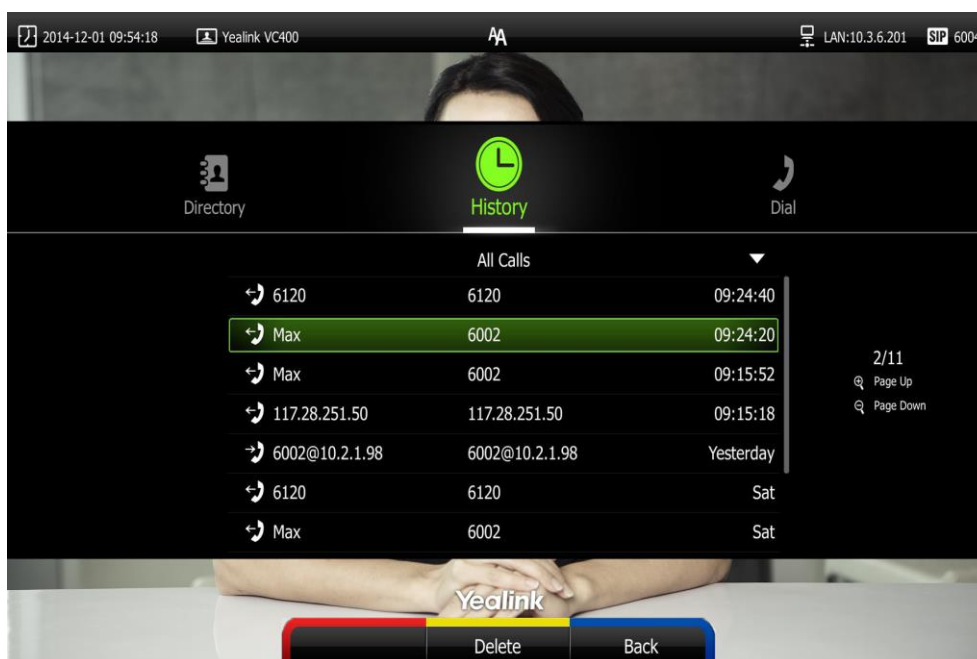 2014-12-01 09:54:18 Yealink VC400 AA LAN:10.3.6.201 SIP 6004
Directory History Dial
All Calls
6120 6120 09:24:40
Max 6002 09:24:20
Max 6002 09:15:52
117.28.251.50 117.28.251.50 09:15:18
6002@10.2.1.98 6002@10.2.1.98 Yesterday
6120 6120 Sat
Max 6002 Sat
2/11
Page Up
Page Down
Yealink
Delete Back